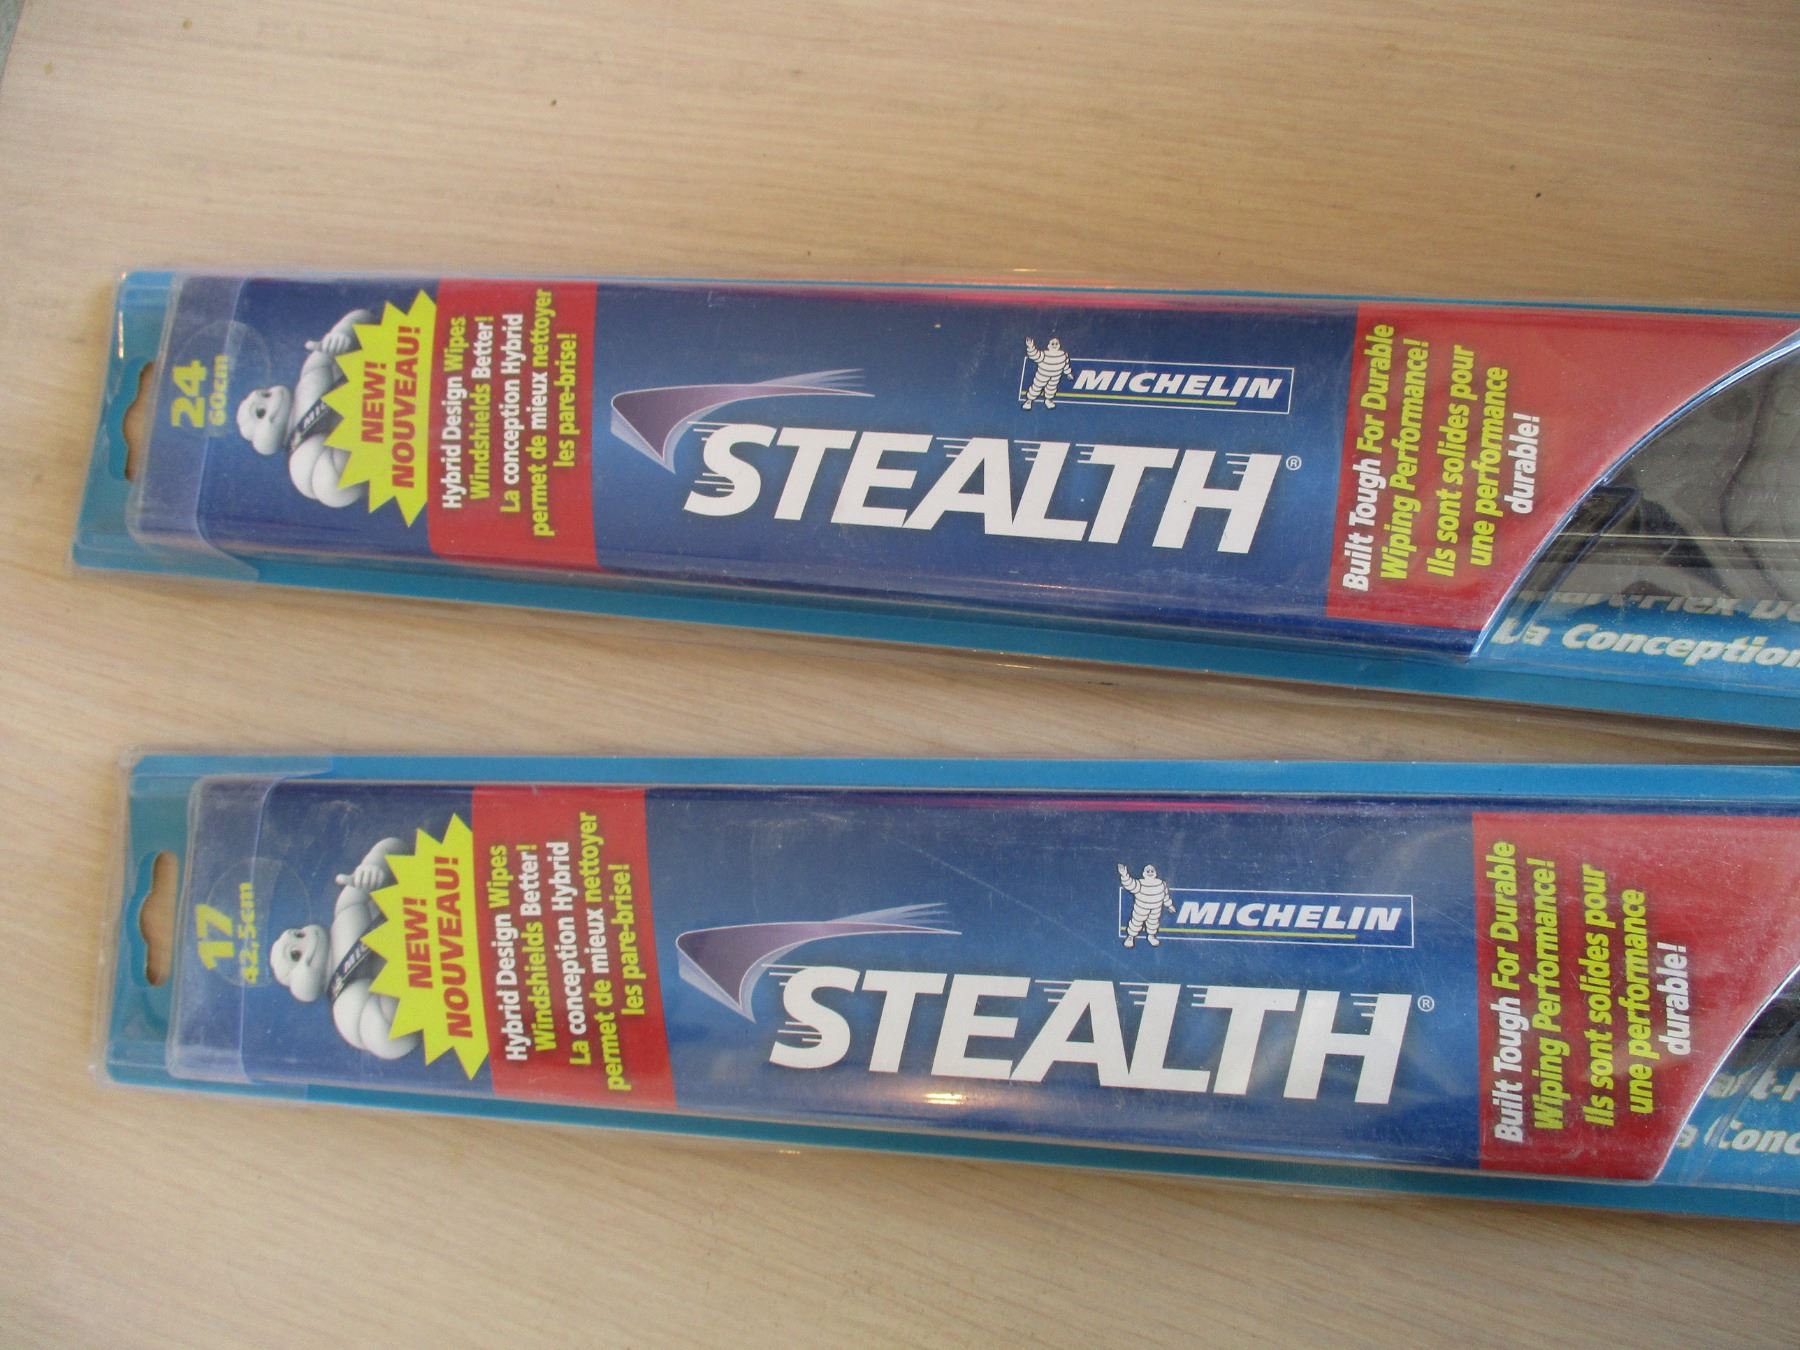 24
60cm
NEW!
NOUVEAU!
Hybrid Design Wipes
Windshields Better!
La conception Hybrid
permet de mieux nettoyer
les pare-brise!
MICHELIN
STEALTH®
Built Tough For Durable
Wiping Performance!
Ils sont solides pour
une performance
durable!
La Conception
17
42,5cm
NEW!
NOUVEAU!
Hybrid Design Wipes
Windshields Better!
La conception Hybrid
permet de mieux nettoyer
les pare-brise!
MICHELIN
STEALTH®
Built Tough For Durable
Wiping Performance!
Ils sont solides pour
une performance
durable!